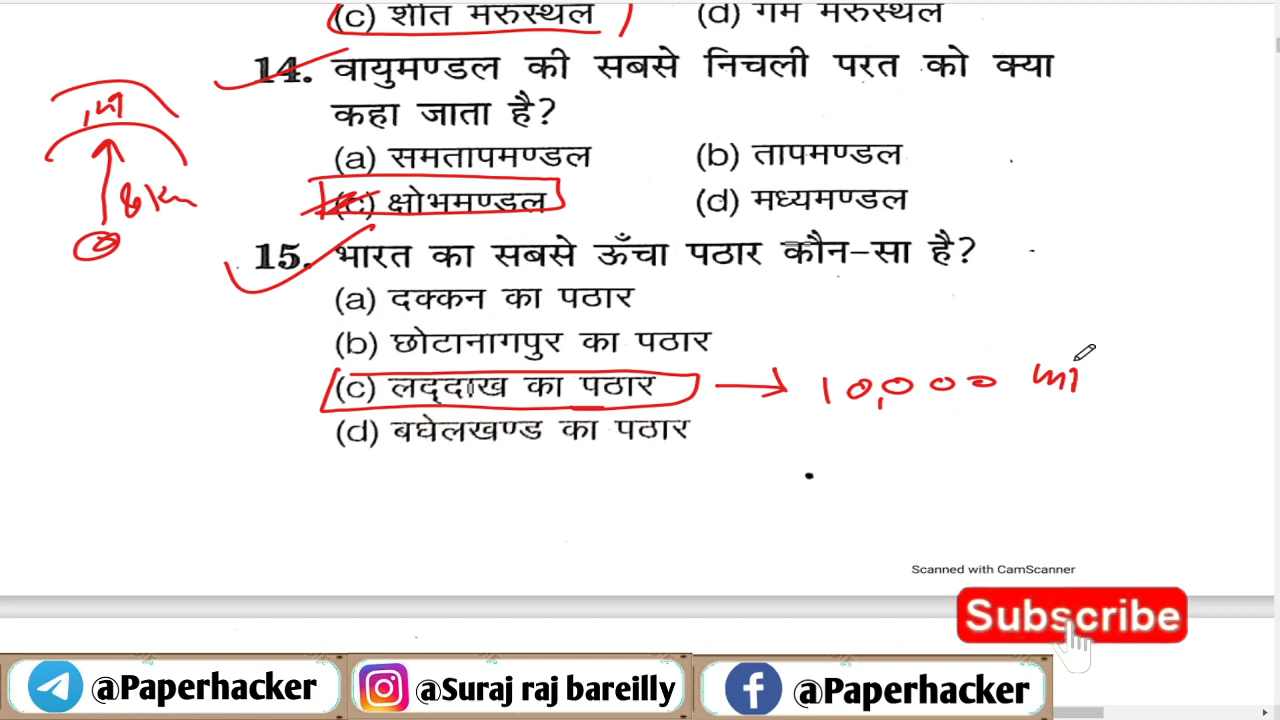 (c) शीत मरुस्थल (d) गर्म मरुस्थल
14. वायुमण्डल की सबसे निचली परत को क्या
कहा जाता है?
(a) समतापमण्डल (b) तापमण्डल
(c) क्षोभमण्डल (d) मध्यमण्डल
8 km
15. भारत का सबसे ऊँचा पठार कौन-सा है?
(a) दक्कन का पठार
(b) छोटानागपुर का पठार
(c) लद्दाख का पठार → 10,000
(d) बघेलखण्ड का पठार
Scanned with CamScanner
Subscribe
@Paperhacker @Suraj raj bareilly @Paperhacker